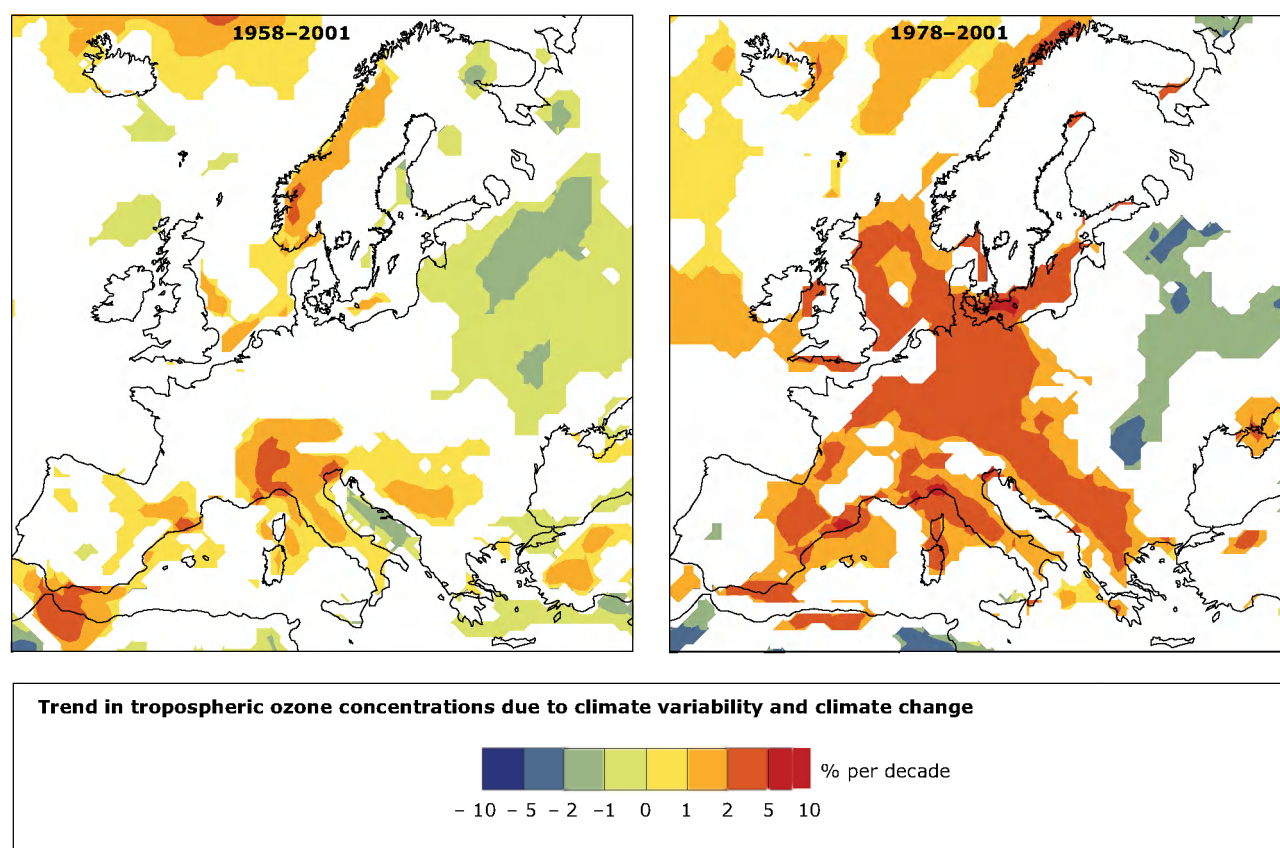 1958–2001
1978–2001
Trend in tropospheric ozone concentrations due to climate variability and climate change
% per decade
– 10 – 5 – 2 –1 0 1 2 5 10